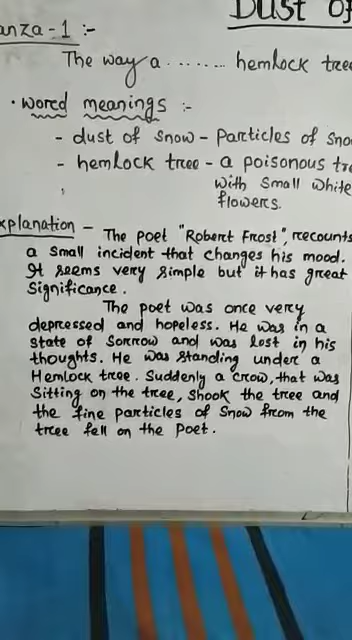 Dust of
anza-1 :-
The way a ........ hemlock tree
• wored meanings :-
- dust of snow - particles of sno
- hemlock tree - a poisonous tre
with small white
flowers.
xplanation - The poet "Robert Frost", recounts
a small incident that changes his mood.
It seems very simple but it has great
significance.
The poet was once very
depressed and hopeless. He was in a
state of sorrow and was lost in his
thoughts. He was standing under a
Hemlock tree. Suddenly a crow, that was
sitting on the tree, shook the tree and
the fine particles of snow from the
tree fell on the poet.